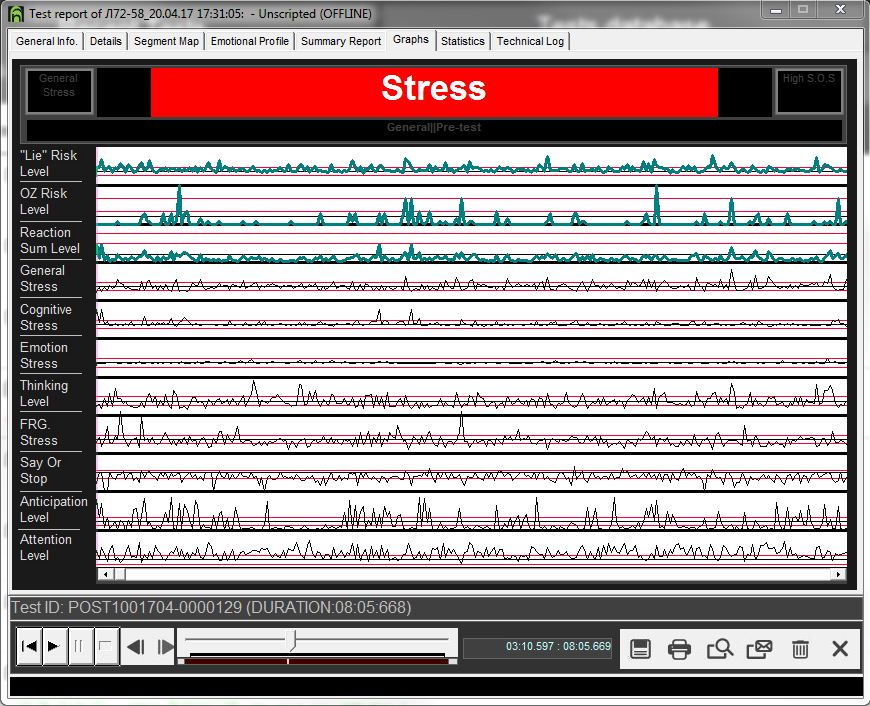 Test report of Л72-58_20.04.17 17:31:05:  - Unscripted (OFFLINE)
General Info. Details Segment Map Emotional Profile Summary Report Graphs Statistics Technical Log
General
Stress
Stress
High S.O.S
General||Pre-test
"Lie" Risk
Level
OZ Risk
Level
Reaction
Sum Level
General
Stress
Cognitive
Stress
Emotion
Stress
Thinking
Level
FRG.
Stress
Say Or
Stop
Anticipation
Level
Attention
Level
Test ID: POST1001704-0000129 (DURATION:08:05:668)
03:10.597 : 08:05.669